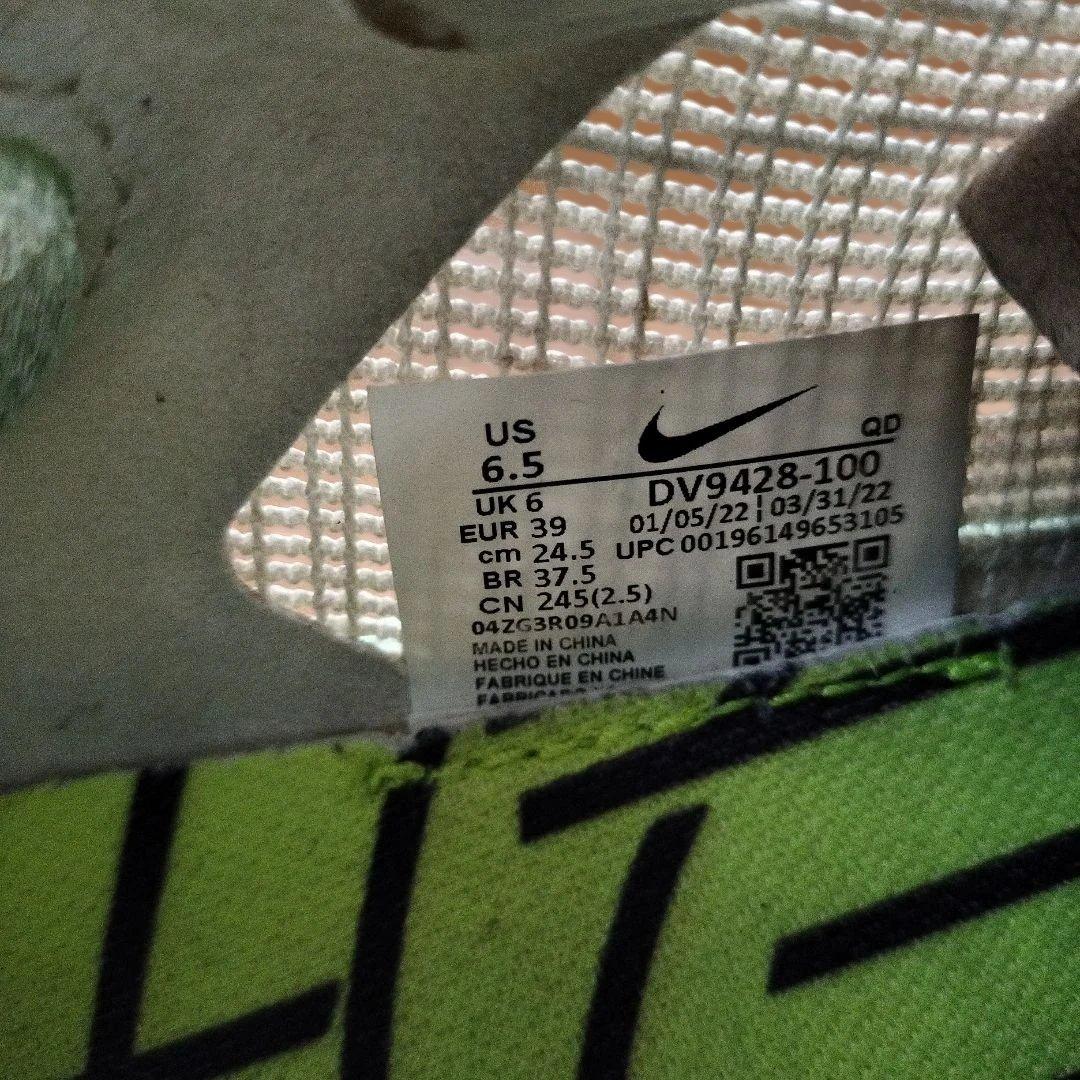 US
6.5
QD
UK 6
DV9428-100
EUR 39
01/05/22 | 03/31/22
cm 24.5
UPC 00196149653105
BR 37.5
CN 245(2.5)
04ZG3R09A1A4N
MADE IN CHINA
HECHO EN CHINA
FABRIQUE EN CHINE